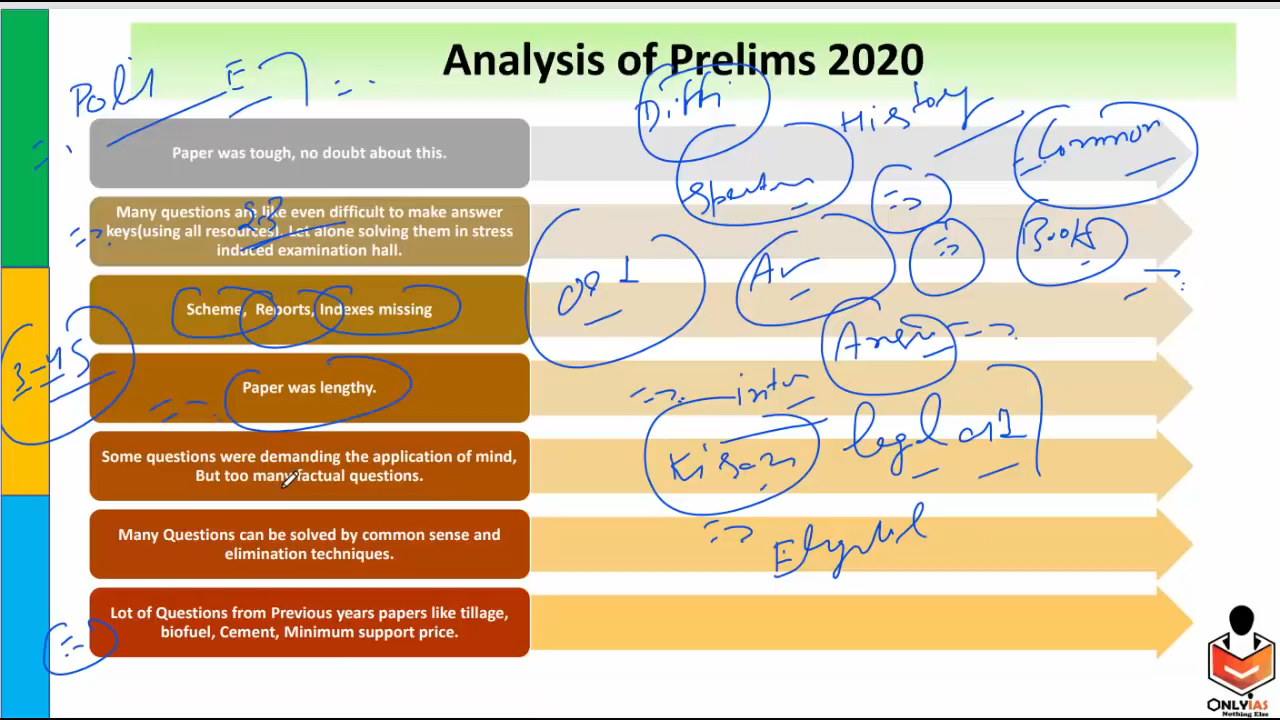 Analysis of Prelims 2020
Polit
E
Diffi
History
Common
Paper was tough, no doubt about this.
Many questions are like even difficult to make answer
keys(using all resources). Let alone solving them in stress
induced examination hall.
23
Book
Scheme, Reports, Indexes missing
Paper was lengthy.
Kisan
legal
Some questions were demanding the application of mind,
But too many factual questions.
Many Questions can be solved by common sense and
elimination techniques.
Lot of Questions from Previous years papers like tillage,
biofuel, Cement, Minimum support price.
ONLYIAS
Nothing Else